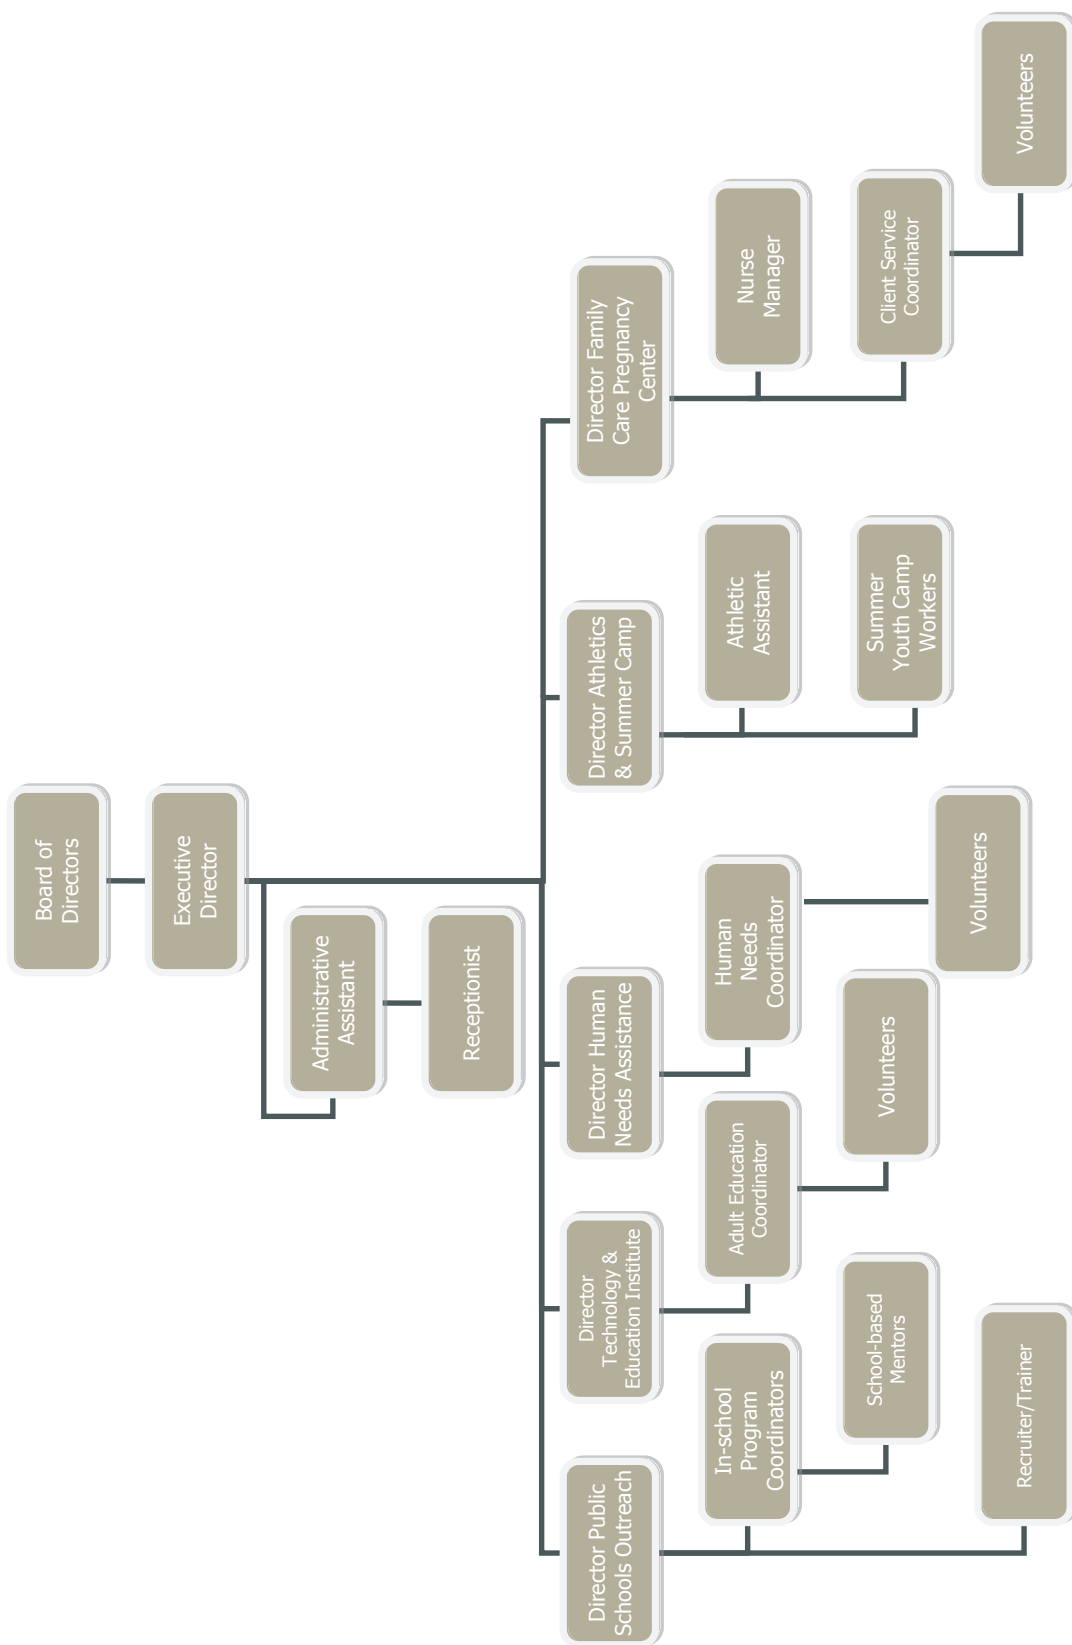 Board of
Directors
Executive
Director
Administrative
Assistant
Receptionist
Director Public
Schools Outreach
Director
Technology &
Education Institute
Director Human
Needs Assistance
Director Athletics
& Summer Camp
Director Family
Care Pregnancy
Center
In-school
Program
Coordinators
Adult Education
Coordinator
Human
Needs
Coordinator
Athletic
Assistant
Nurse
Manager
School-based
Mentors
Volunteers
Volunteers
Summer
Youth Camp
Workers
Client Service
Coordinator
Recruiter/Trainer
Volunteers